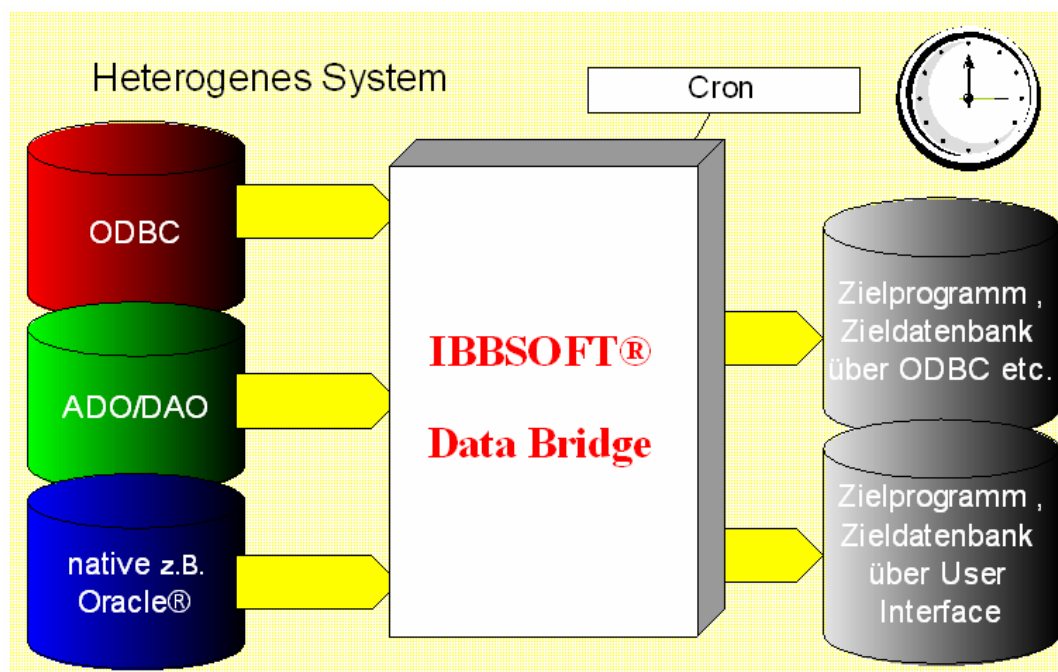 Heterogenes System
Cron
ODBC
ADO/DAO
native z.B.
Oracle®
IBBSOFT®
Data Bridge
Zielprogramm ,
Zieldatenbank
über ODBC etc.
Zielprogramm ,
Zieldatenbank
über User
Interface